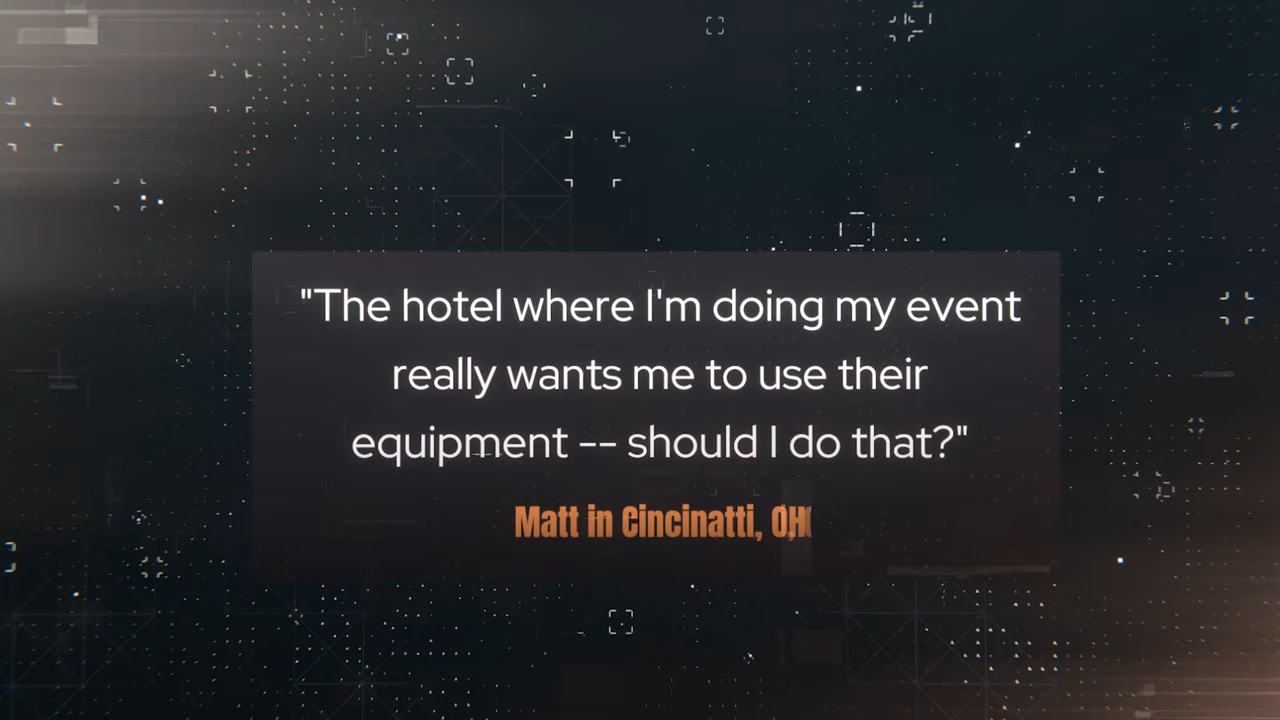 "The hotel where I'm doing my event
really wants me to use their
equipment -- should I do that?"
Matt in Cincinatti, OH